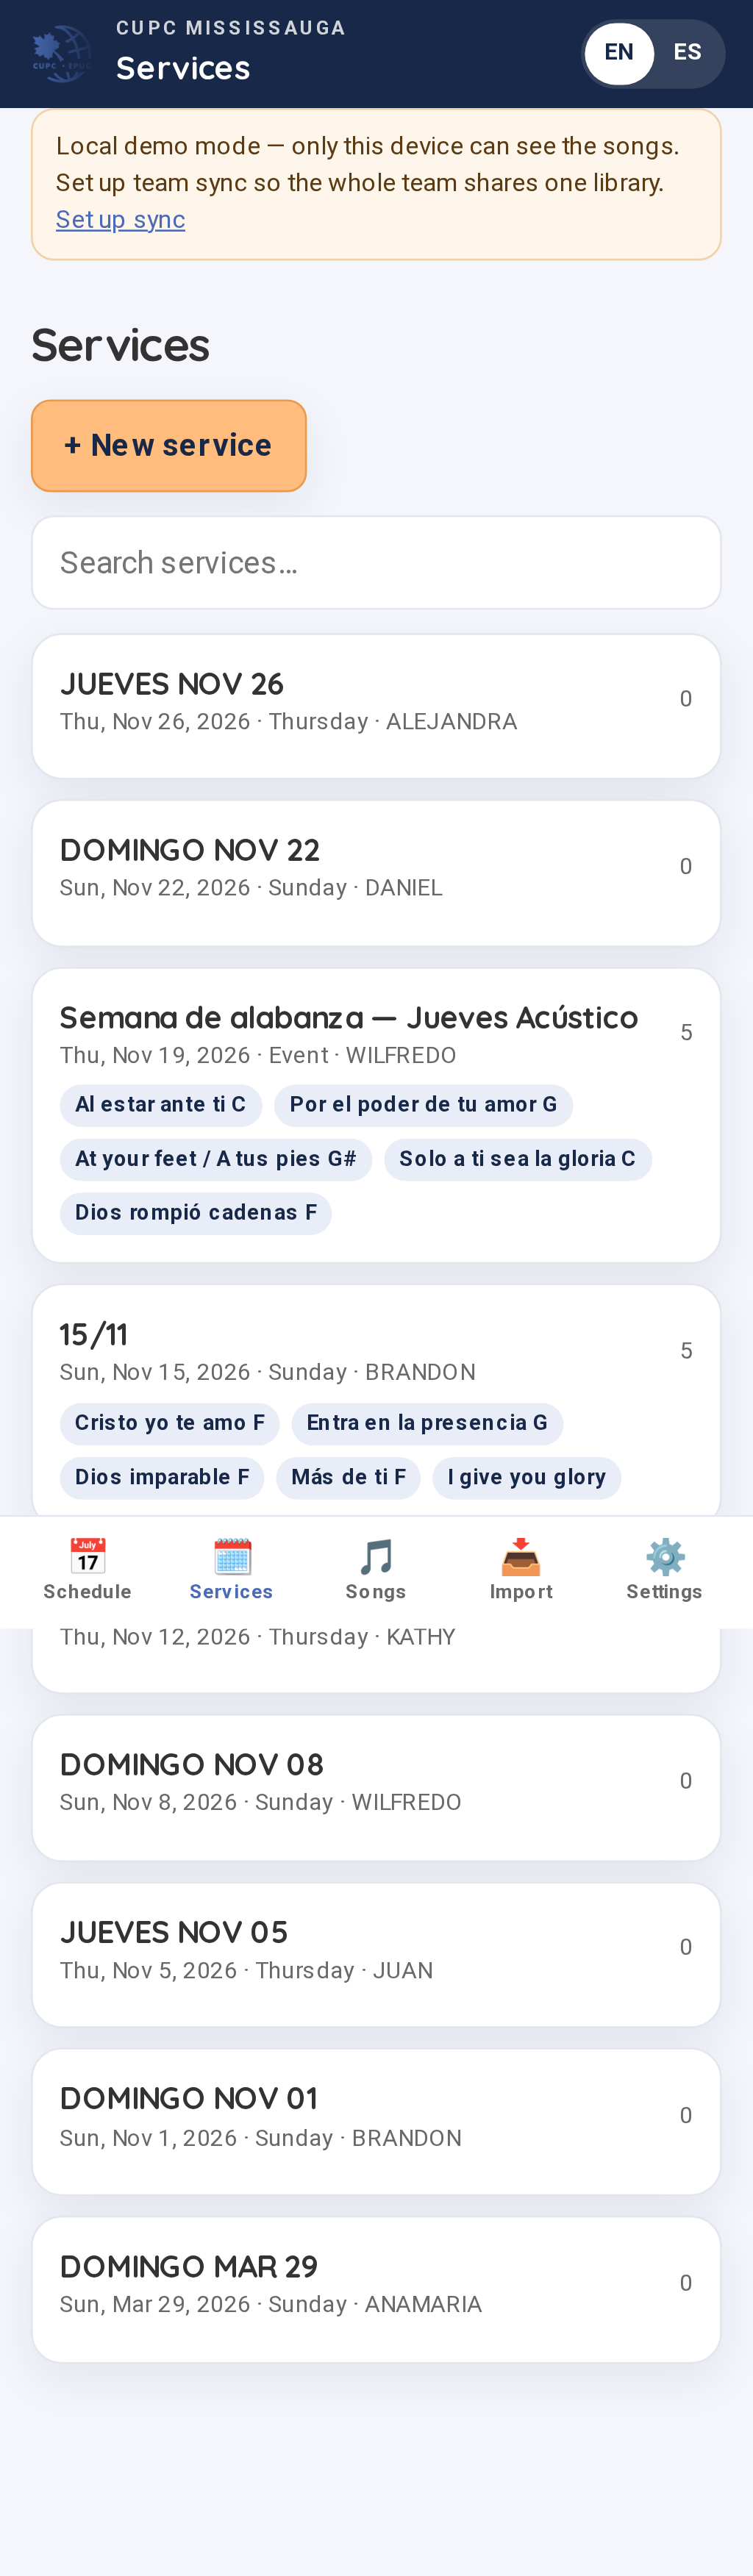 CUPC MISSISSAUGA
Services
EN ES
CUPC • EPUC
Local demo mode — only this device can see the songs.
Set up team sync so the whole team shares one library.
Set up sync
Services
+ New service
Search services...
JUEVES NOV 26
0
Thu, Nov 26, 2026 · Thursday · ALEJANDRA
DOMINGO NOV 22
0
Sun, Nov 22, 2026 · Sunday · DANIEL
Semana de alabanza — Jueves Acústico
5
Thu, Nov 19, 2026 · Event · WILFREDO
Al estar ante ti C Por el poder de tu amor G
At your feet / A tus pies G# Solo a ti sea la gloria C
Dios rompió cadenas F
15/11
5
Sun, Nov 15, 2026 · Sunday · BRANDON
Cristo yo te amo F Entra en la presencia G
Dios imparable F Más de ti F I give you glory
July
17
Schedule Services Songs Import Settings
Thu, Nov 12, 2026 · Thursday · KATHY
DOMINGO NOV 08
0
Sun, Nov 8, 2026 · Sunday · WILFREDO
JUEVES NOV 05
0
Thu, Nov 5, 2026 · Thursday · JUAN
DOMINGO NOV 01
0
Sun, Nov 1, 2026 · Sunday · BRANDON
DOMINGO MAR 29
0
Sun, Mar 29, 2026 · Sunday · ANAMARIA